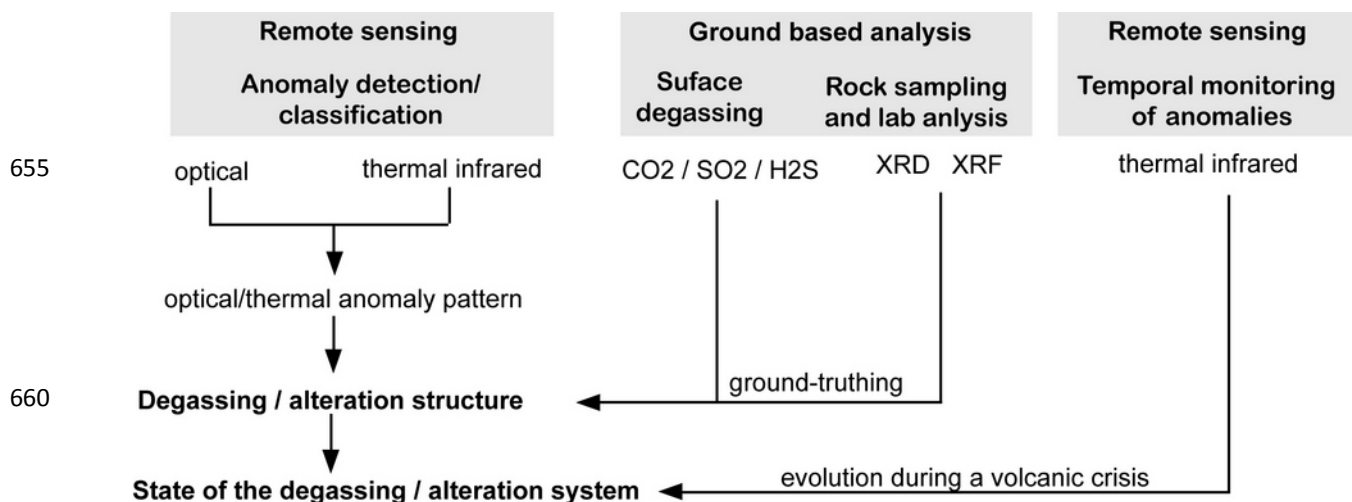 Remote sensing
Anomaly detection/
classification
Ground based analysis
Suface
degassing
Rock sampling
and lab anlysis
Remote sensing
Temporal monitoring
of anomalies
655
optical
thermal infrared
CO2 / SO2 / H2S
XRD XRF
thermal infrared
optical/thermal anomaly pattern
ground-truthing
660
Degassing / alteration structure
evolution during a volcanic crisis
State of the degassing / alteration system